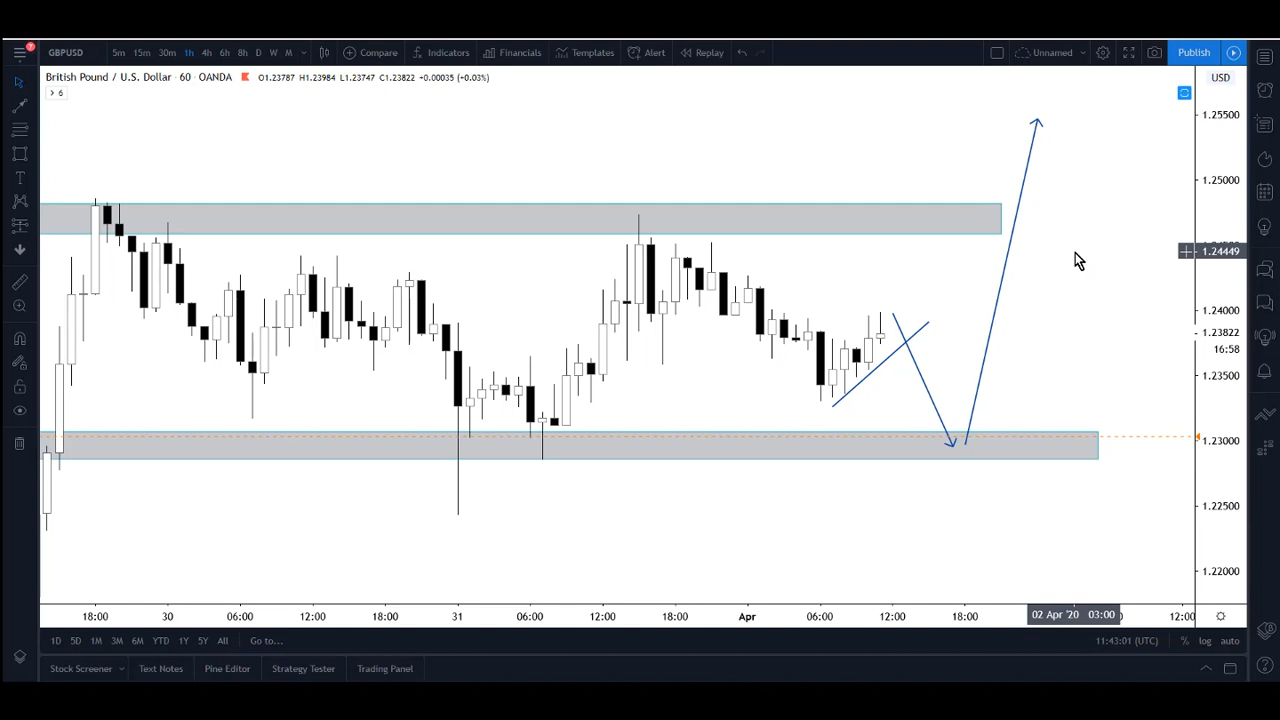 7
GBPUSD 5m 15m 30m 1h 4h 6h 8h D W M Compare Indicators Financials Templates Alert Replay Unnamed Publish
British Pound / U.S. Dollar · 60 · OANDA O1.23787 H1.23984 L1.23747 C1.23822 +0.00035 (+0.03%)
USD
6
1.25500
1.25000
1.24449
1.24000
1.23822
16:58
1.23500
1.23000
1.22500
1.22000
18:00 30 06:00 12:00 18:00 31 06:00 12:00 18:00 Apr 06:00 12:00 18:00 02 Apr '20 03:00 12:00
1D 5D 1M 3M 6M YTD 1Y 5Y All Go to... 11:43:01 (UTC) % log auto
Stock Screener Text Notes Pine Editor Strategy Tester Trading Panel